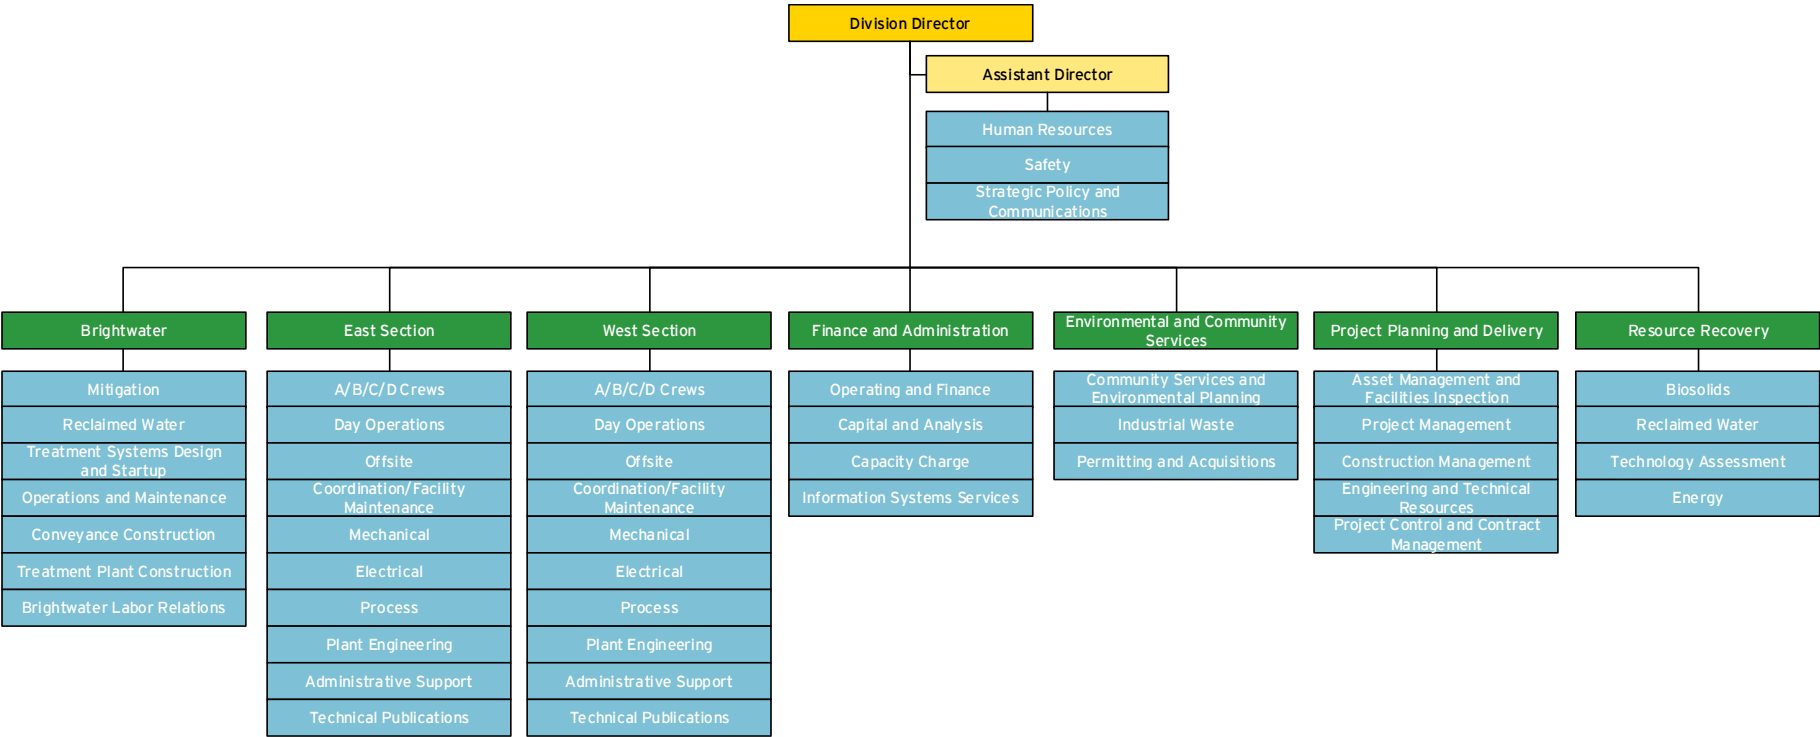 Division Director
Assistant Director
Human Resources
Safety
Strategic Policy and
Communications
Brightwater
Mitigation
Reclaimed Water
Treatment Systems Design
and Startup
Operations and Maintenance
Conveyance Construction
Treatment Plant Construction
Brightwater Labor Relations
East Section
A/B/C/D Crews
Day Operations
Offsite
Coordination/Facility
Maintenance
Mechanical
Electrical
Process
Plant Engineering
Administrative Support
Technical Publications
West Section
A/B/C/D Crews
Day Operations
Offsite
Coordination/Facility
Maintenance
Mechanical
Electrical
Process
Plant Engineering
Administrative Support
Technical Publications
Finance and Administration
Operating and Finance
Capital and Analysis
Capacity Charge
Information Systems Services
Environmental and Community
Services
Community Services and
Environmental Planning
Industrial Waste
Permitting and Acquisitions
Project Planning and Delivery
Asset Management and
Facilities Inspection
Project Management
Construction Management
Engineering and Technical
Resources
Project Control and Contract
Management
Resource Recovery
Biosolids
Reclaimed Water
Technology Assessment
Energy